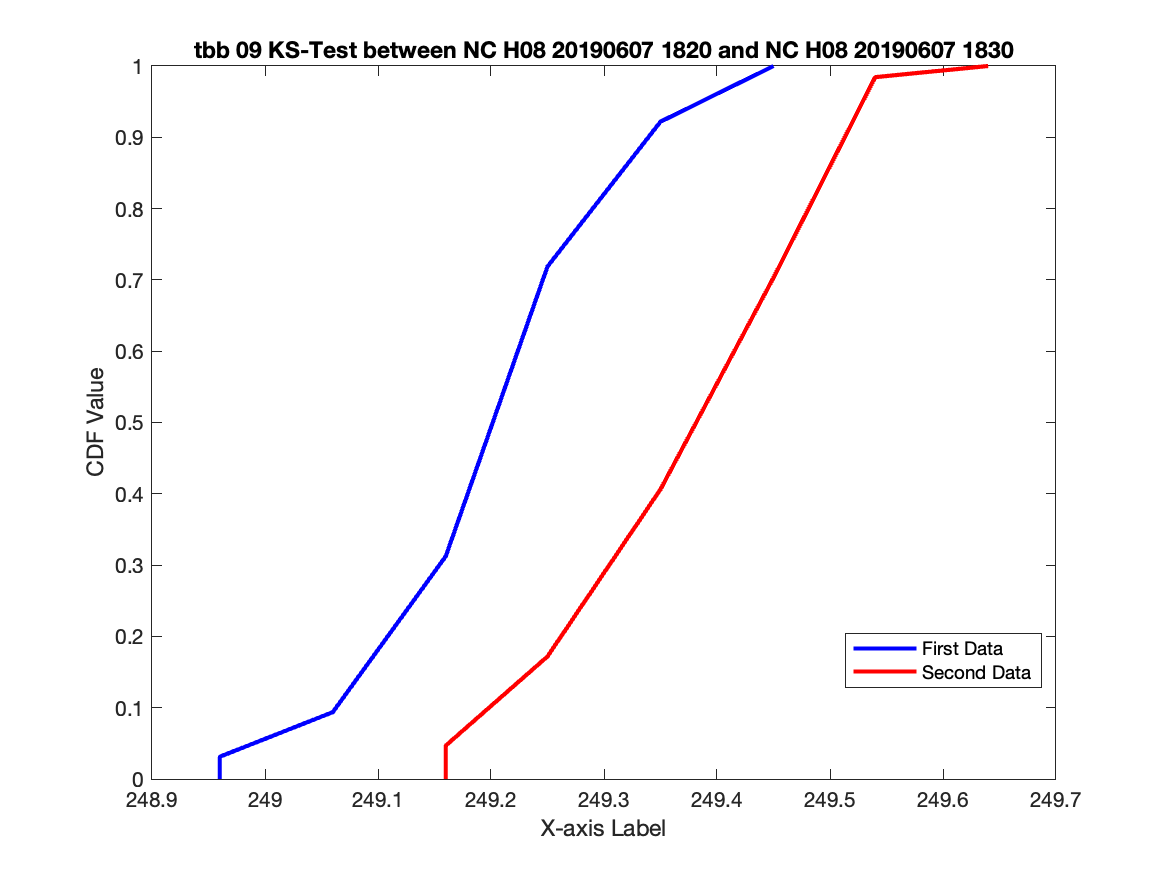 tbb 09 KS-Test between NC H08 20190607 1820 and NC H08 20190607 1830
1
0.9
0.8
0.7
0.6
0.5
0.4
0.3
0.2
0.1
0
CDF Value
First Data
Second Data
248.9 249 249.1 249.2 249.3 249.4 249.5 249.6 249.7
X-axis Label